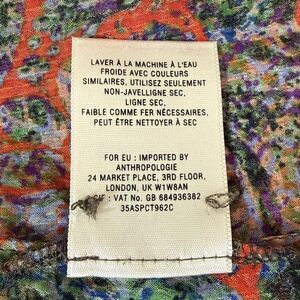 LAVER À LA MACHINE À L'EAU
FROIDE AVEC COULEURS
SIMILAIRES, UTILISEZ SEULEMENT
NON-JAVELLIGNE SEC,
LIGNE SEC,
FAIBLE COMME FER NÉCESSAIRES,
PEUT ÊTRE NETTOYER À SEC
FOR EU : IMPORTED BY
ANTHROPOLOGIE
24 MARKET PLACE, 3RD FLOOR,
LONDON, UK W1W8AN
: VAT No. GB 684936382
35ASPCT962C